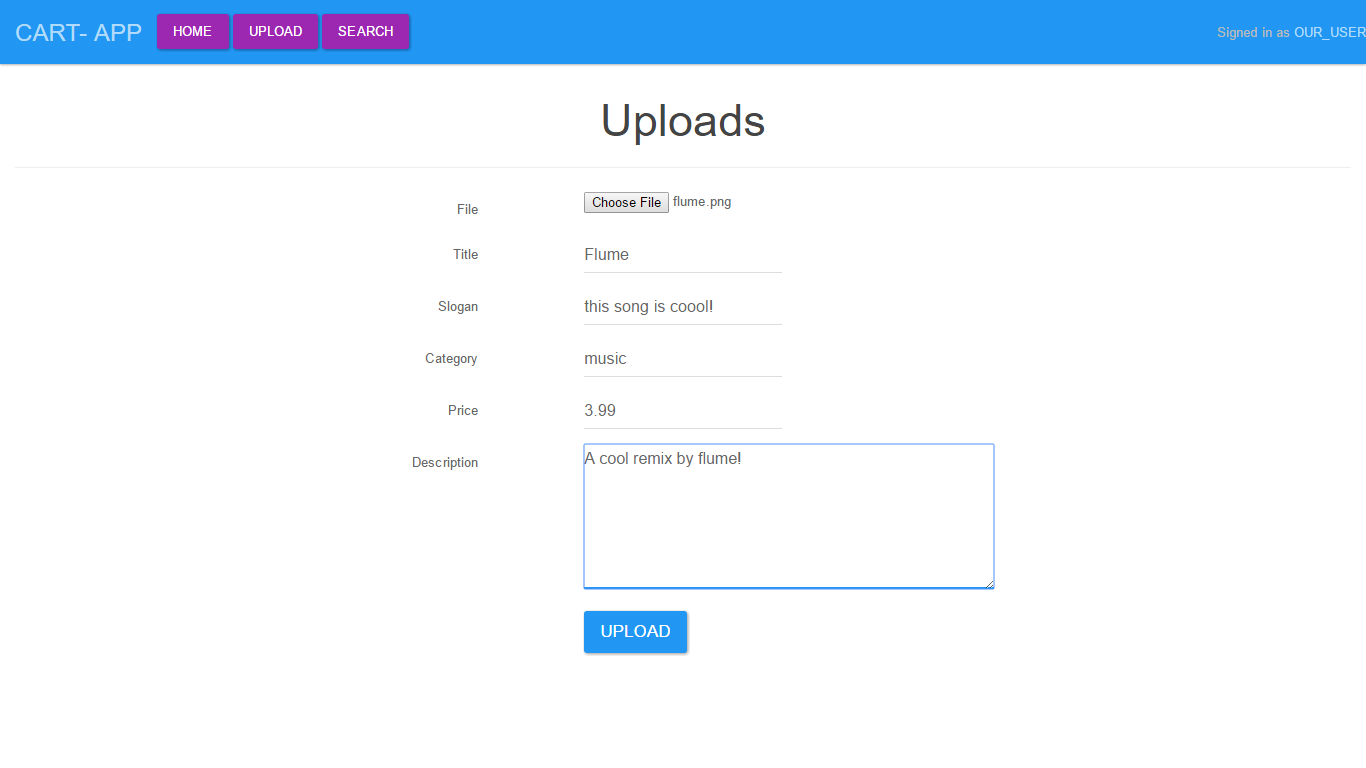 CART- APP HOME UPLOAD SEARCH Signed in as OUR_USER
Uploads
File Choose File flume.png
Title Flume
Slogan this song is coool!
Category music
Price 3.99
Description A cool remix by flume!
UPLOAD